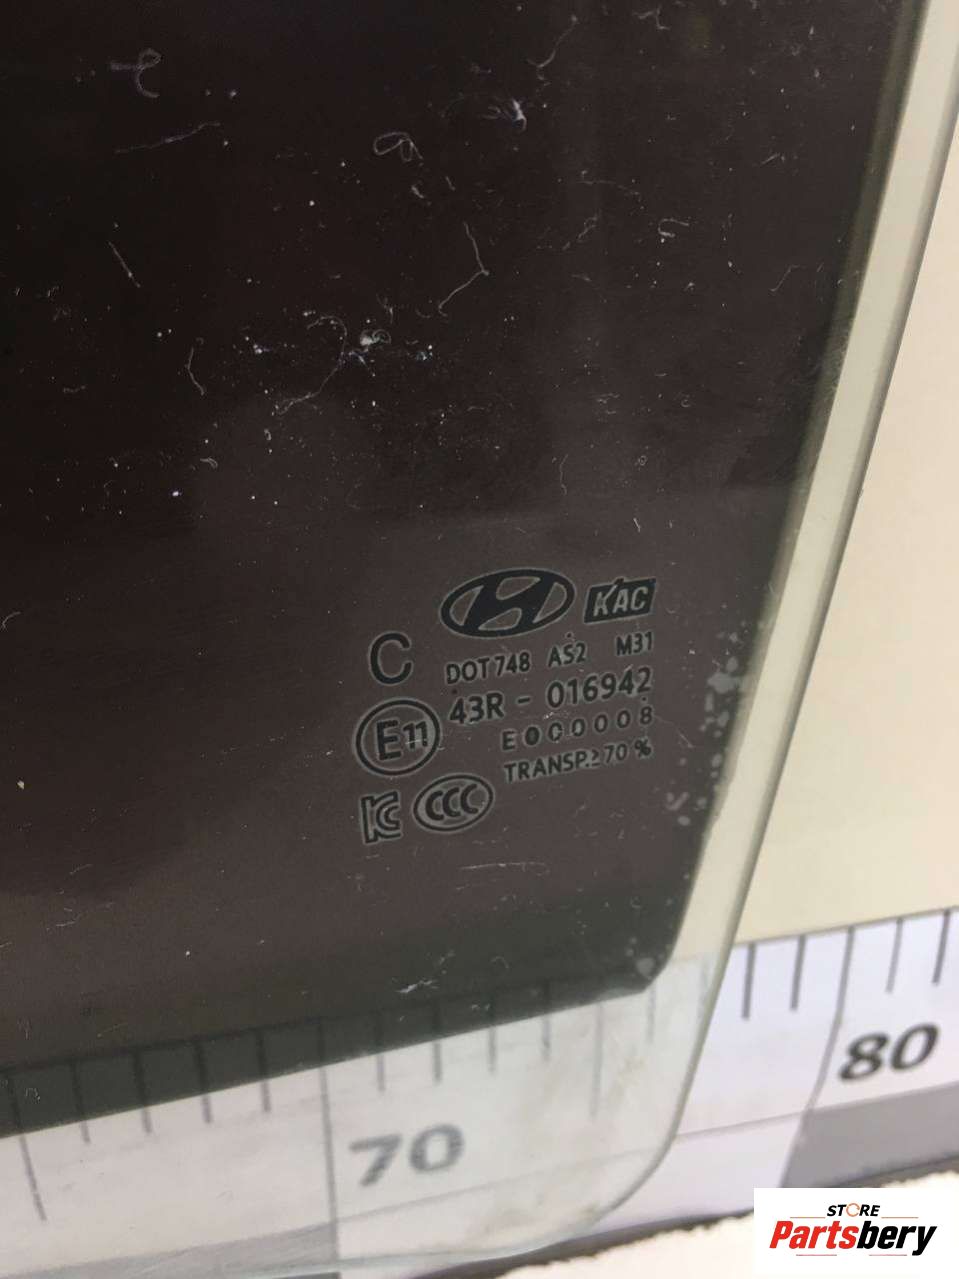 KAC
C
DOT748 AS2 M31
43R - 016942
E11
E000008
TRANSP.≥70%
KC
CCC
70
80
STORE
Partsbery